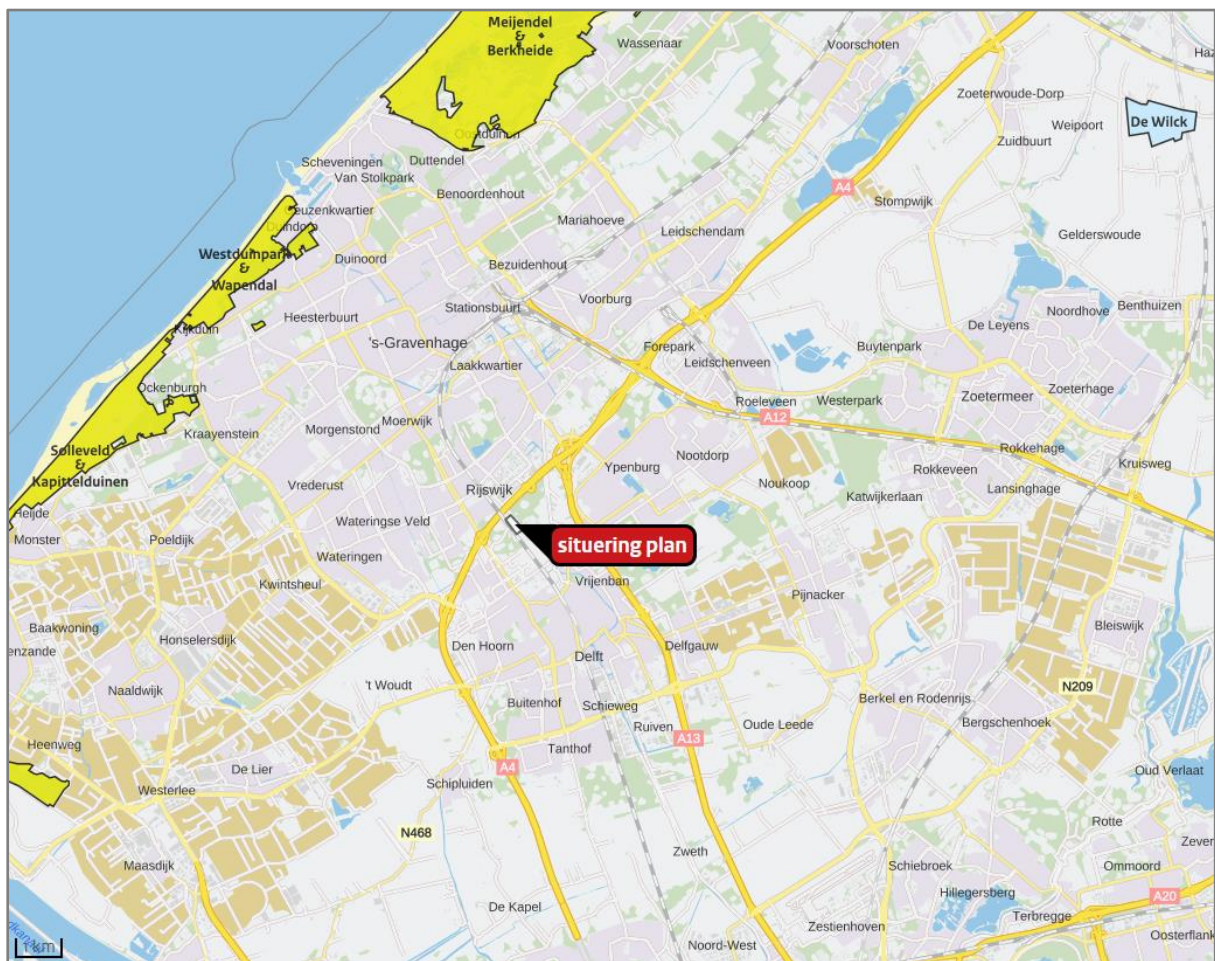 Meijendel
&
Berkheide
Wassenaar
Voorschoten
Zoeterwoude-Dorp
Weipoort
De Wilck
Zuidbuurt
Oostduinen
Scheveningen
Duttendel
Van Stolkpark
Benoordenhout
A4
Stompwijk
Mariahoeve
Leidschendam
Gelderswoude
Westduinpark
&
Wapendal
Duinoord
Bezuidenhout
Voorburg
Stationsbuurt
Noordhove
Benthuizen
Heesterbuurt
De Leyens
Kijkduin
's-Gravenhage
Forepark
Buytenpark
Laakkwartier
Leidschenveen
Ockenburgh
Zoeterhage
Roeleveen
Westerpark
Zoetermeer
A12
Moerwijk
Morgenstond
Kraayenstein
Solleveld
&
Kapittelduinen
Nootdorp
Rokkehage
Ypenburg
Noukoop
Rokkeveen
Kruisweg
Vrederust
Rijswijk
Katwijkerlaan
Lansinghage
Heijde
Monster
Poeldijk
Wateringse Veld
situering plan
Wateringen
Kwintsheul
Vrijenban
Pijnacker
Baakwoning
Honselersdijk
Bleiswijk
enzande
Den Hoorn
Delft
Delfgauw
't Woudt
Naaldwijk
N209
Buitenhof
Schieweg
Berkel en Rodenrijs
Ruiven
Oude Leede
Bergschenhoek
Heenweg
Tanthof
A13
De Lier
A4
Oud Verlaat
Schipluiden
Westerlee
N468
Rotte
Zeven
Zweth
Maasdijk
Schiebroek
Ommoord
Hillegersberg
A20
De Kapel
Terbregge
Zestienhoven
Oosterflank
Noord-West
1 km